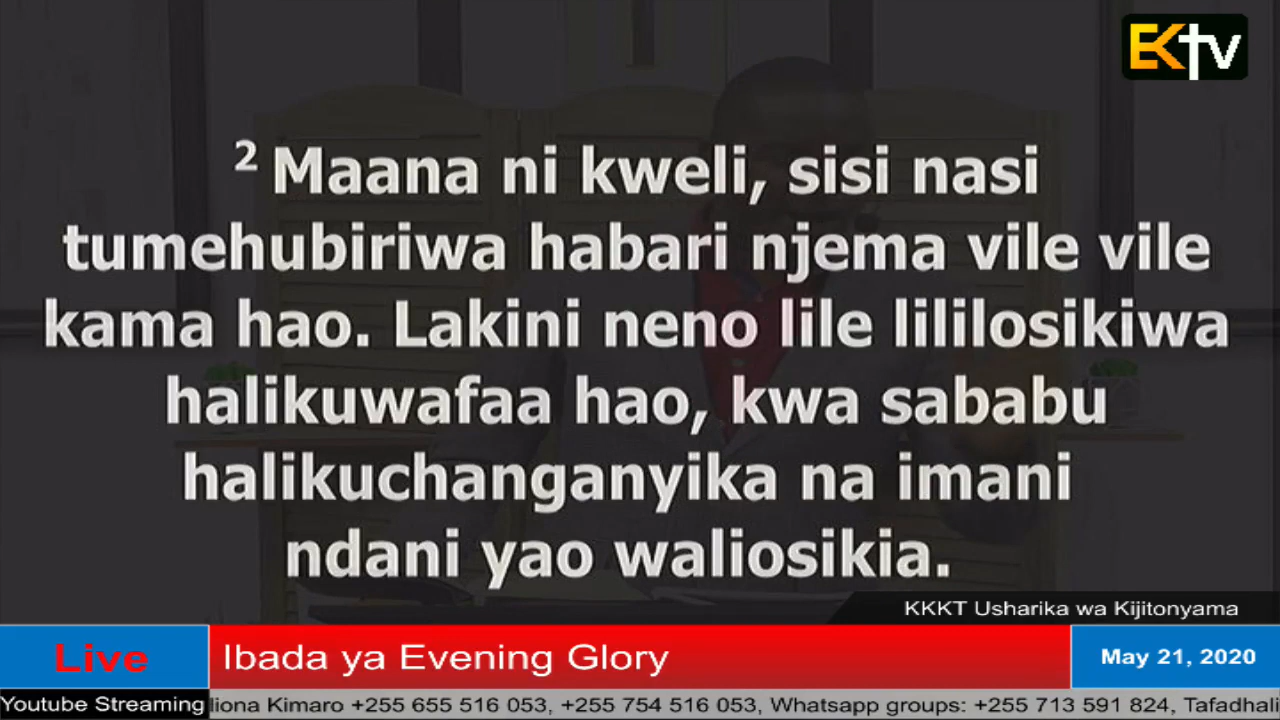 EKTV
2 Maana ni kweli, sisi nasi
tumehubiriwa habari njema vile vile
kama hao. Lakini neno lile lililosikiwa
halikuwafaa hao, kwa sababu
halikuchanganyika na imani
ndani yao waliosikia.
KKKT Usharika wa Kijitonyama
Live
Ibada ya Evening Glory
May 21, 2020
Youtube Streaming
Kimaro +255 655 516 053, +255 754 516 053, Whatsapp groups: +255 713 591 824, Tafadhali